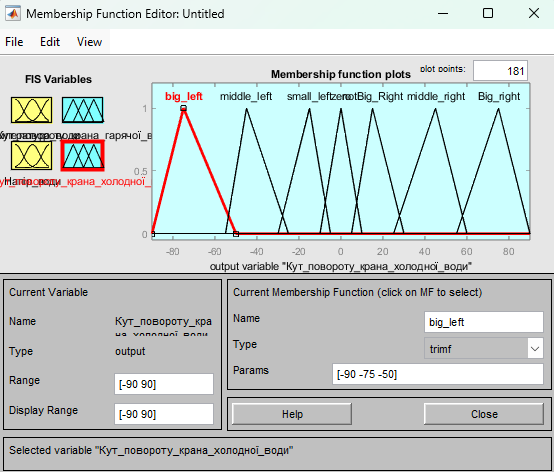 Membership Function Editor: Untitled
File Edit View
FIS Variables
Membership function plots
plot points: 181
big_left middle_left small_left zero notBig_Right middle_right Big_right
1
0.5
0
-80 -60 -40 -20 0 20 40 60 80
output variable "Кут_повороту_крана_холодної_води"
Напір_води
Current Variable
Name Кут_повороту_кра
на_холодної_води
Type output
Range [-90 90]
Display Range [-90 90]
Current Membership Function (click on MF to select)
Name big_left
Type trimf
Params [-90 -75 -50]
Help Close
Selected variable "Кут_повороту_крана_холодної_води"